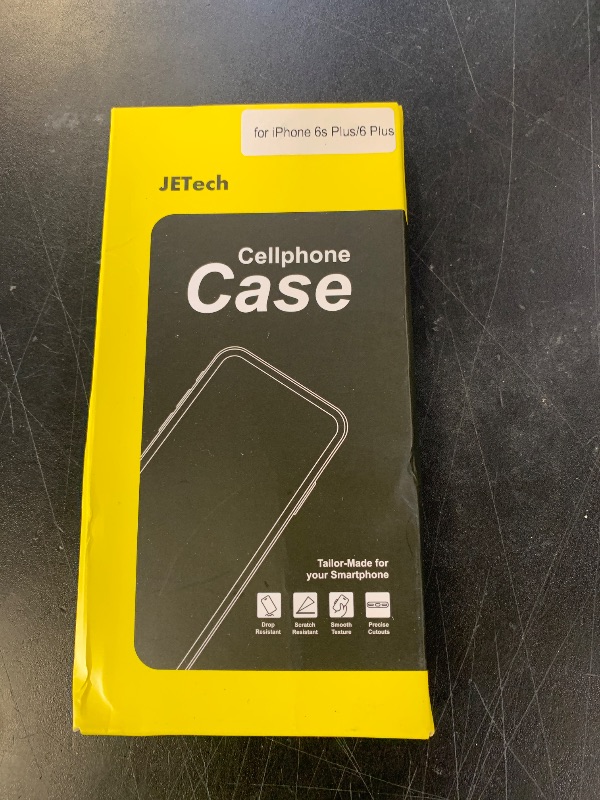 for iPhone 6s Plus/6 Plus
JETech
Cellphone
Case
Tailor-Made for
your Smartphone
Drop
Resistant
Scratch
Resistant
Smooth
Texture
Precise
Cutouts